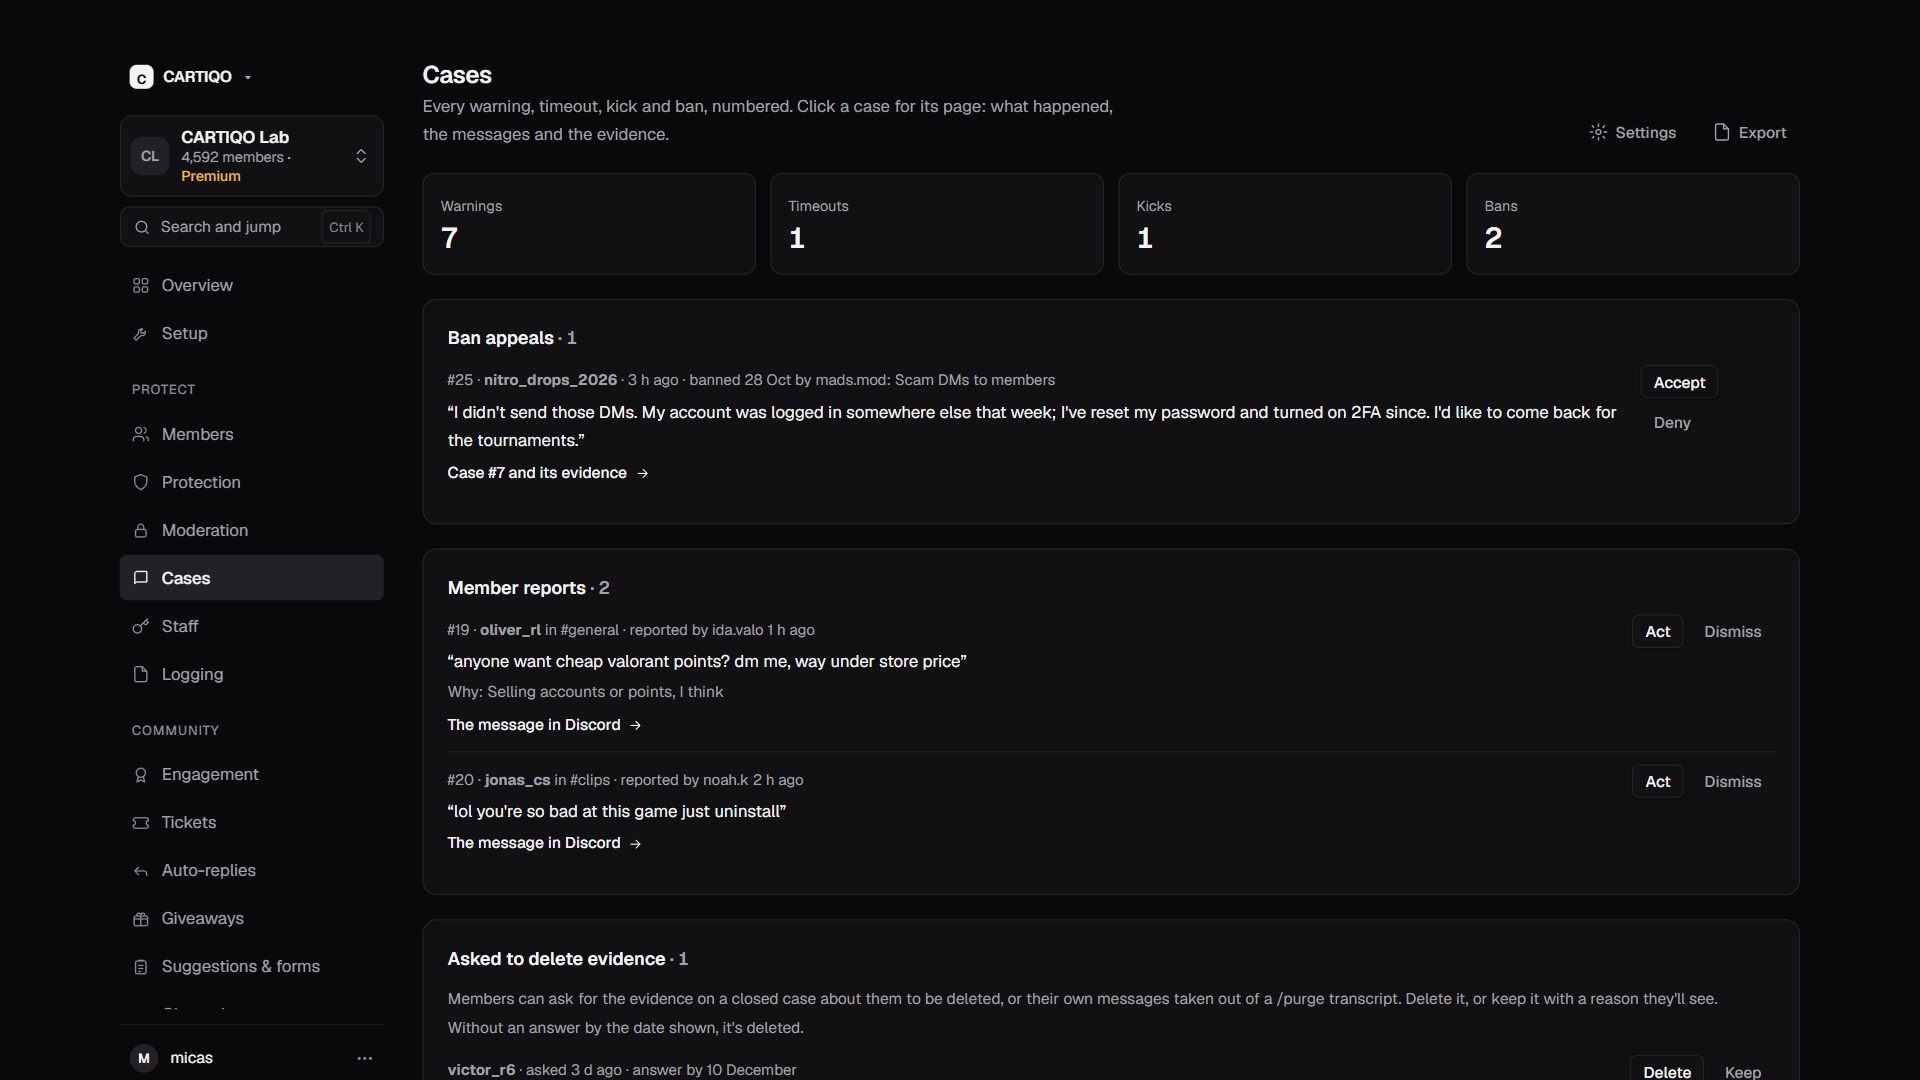 C CARTIQO
CL
CARTIQO Lab
4,592 members ·
Premium
Search and jump Ctrl K
Overview
Setup
PROTECT
Members
Protection
Moderation
Cases
Staff
Logging
COMMUNITY
Engagement
Tickets
Auto-replies
Giveaways
Suggestions & forms
M micas
Cases
Every warning, timeout, kick and ban, numbered. Click a case for its page: what happened,
the messages and the evidence.
Settings
Export
Warnings
7
Timeouts
1
Kicks
1
Bans
2
Ban appeals · 1
#25 · nitro_drops_2026 · 3 h ago · banned 28 Oct by mads.mod: Scam DMs to members
“I didn't send those DMs. My account was logged in somewhere else that week; I've reset my password and turned on 2FA since. I'd like to come back for
the tournaments.”
Case #7 and its evidence →
Accept
Deny
Member reports · 2
#19 · oliver_rl in #general · reported by ida.valo 1 h ago
“anyone want cheap valorant points? dm me, way under store price”
Why: Selling accounts or points, I think
The message in Discord →
Act Dismiss
#20 · jonas_cs in #clips · reported by noah.k 2 h ago
“lol you're so bad at this game just uninstall”
The message in Discord →
Act Dismiss
Asked to delete evidence · 1
Members can ask for the evidence on a closed case about them to be deleted, or their own messages taken out of a /purge transcript. Delete it, or keep it with a reason they'll see.
Without an answer by the date shown, it's deleted.
victor_r6 · asked 3 d ago · answer by 10 December
Delete Keep